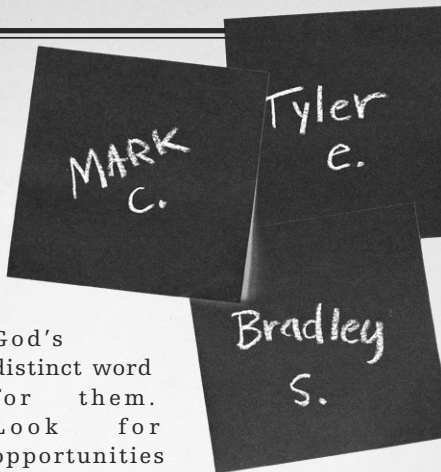 MARK
C.
Tyler
e.
Bradley
S.
God's
distinct word
for them.
Look for
opportunities